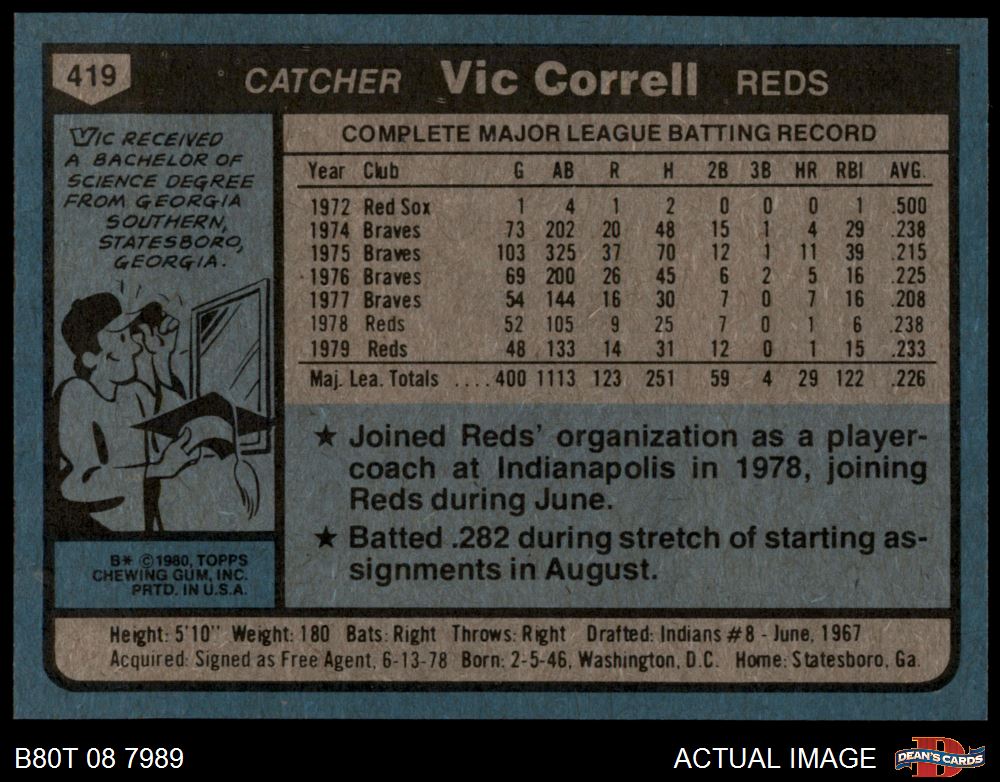 419 CATCHER Vic Correll REDS
VIC RECEIVED
A BACHELOR OF
SCIENCE DEGREE
FROM GEORGIA
SOUTHERN,
STATESBORO,
GEORGIA.
B* ©1980, TOPPS
CHEWING GUM, INC.
PRTD. IN U.S.A.
COMPLETE MAJOR LEAGUE BATTING RECORD
Year Club G AB R H 2B 3B HR RBI AVG.
1972 Red Sox 1 4 1 2 0 0 0 1 .500
1974 Braves 73 202 20 48 15 1 4 29 .238
1975 Braves 103 325 37 70 12 1 11 39 .215
1976 Braves 69 200 26 45 6 2 5 16 .225
1977 Braves 54 144 16 30 7 0 7 16 .208
1978 Reds 52 105 9 25 7 0 1 6 .238
1979 Reds 48 133 14 31 12 0 1 15 .233
Maj. Lea. Totals ....400 1113 123 251 59 4 29 122 .226
★ Joined Reds' organization as a player-
coach at Indianapolis in 1978, joining
Reds during June.
★ Batted .282 during stretch of starting as-
signments in August.
Height: 5'10" Weight: 180 Bats: Right Throws: Right Drafted: Indians #8 - June, 1967
Acquired: Signed as Free Agent, 6-13-78 Born: 2-5-46, Washington, D.C. Home: Statesboro, Ga.
B80T 08 7989 ACTUAL IMAGE D DEAN'S CARDS